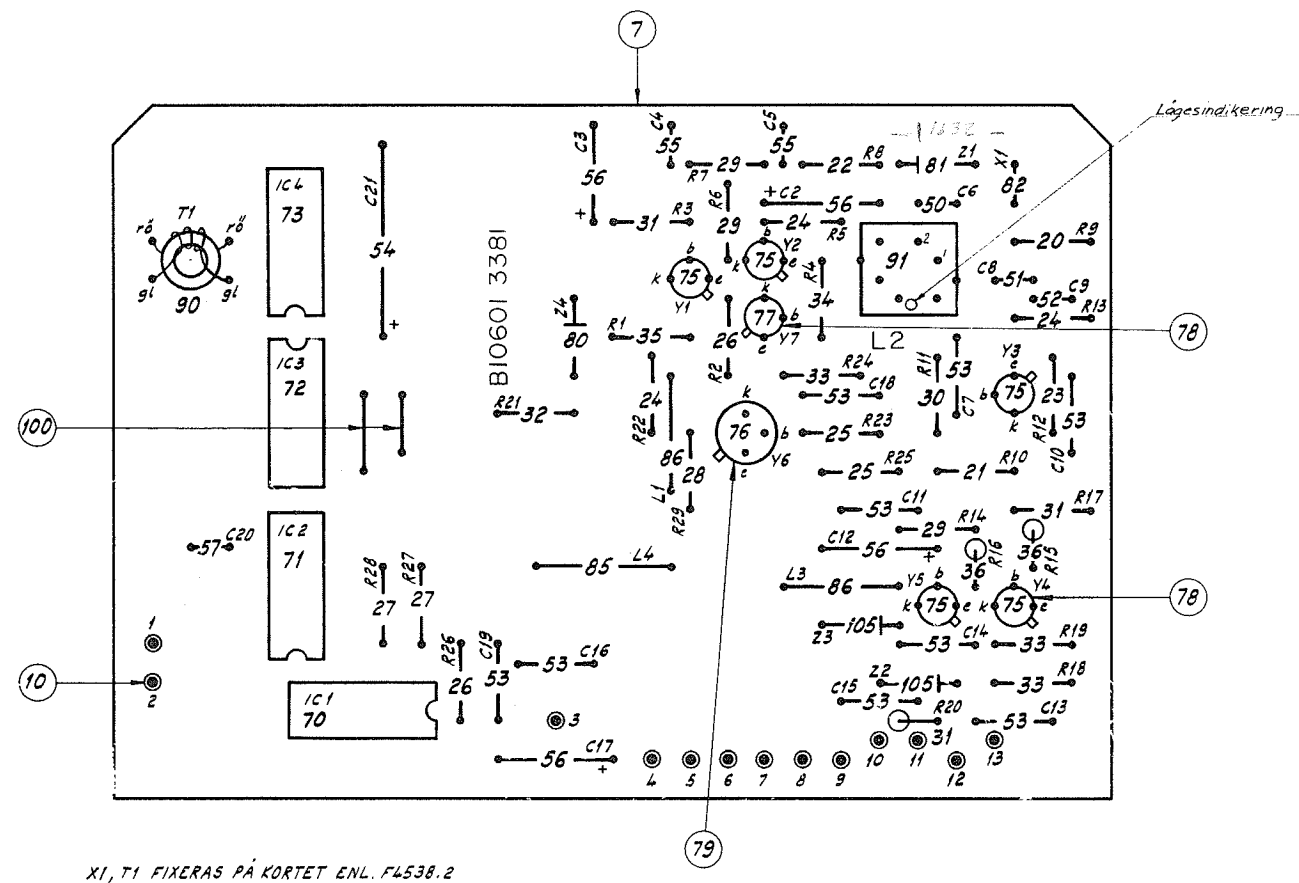 7
Lägesindikering
1632
C3
56
+
C4
55
C5
55
R7 29
22 R8
81 Z1
X1
82
IC4
73
C21
54
+
T1
rö
rö
gl
gl
90
31 R3
R6
29
+ C2 56
24 R5
50 C6
20 R9
b
k 75 e
Y1
b Y2
k 75 e
k
77 b
e Y7
R4
34
91
2
1
L2
C8 51
52 C9
24 R13
78
B10601 3381
Z4
80
R1 35
26
R2
IC3
72
100
R21 32
24
R22
86
L1
28
R29
k
76 b
e Y6
33 R24
53 C18
25 R23
25 R25
R11
30
53
C7
Y3
e
b 75
k
23
R12
53
C10
21 R10
53 C11
29 R14
31 R17
C12 56
+
36
R16
36
R15
57 C20
IC2
71
R28
27
R27
27
85 L4
L3 86
Y5 b
k 75 e
b Y4
k 75 e
78
Z3 105
53 C14
33 R19
1
10
2
IC1
70
R26
26
C19
53
53 C16
3
Z2 105
C15 53
33 R18
R20
31
53 C13
56 C17
+
4
5
6
7
8
9
10
11
12
13
79
X1, T1 FIXERAS PÅ KORTET ENL. F4538.2